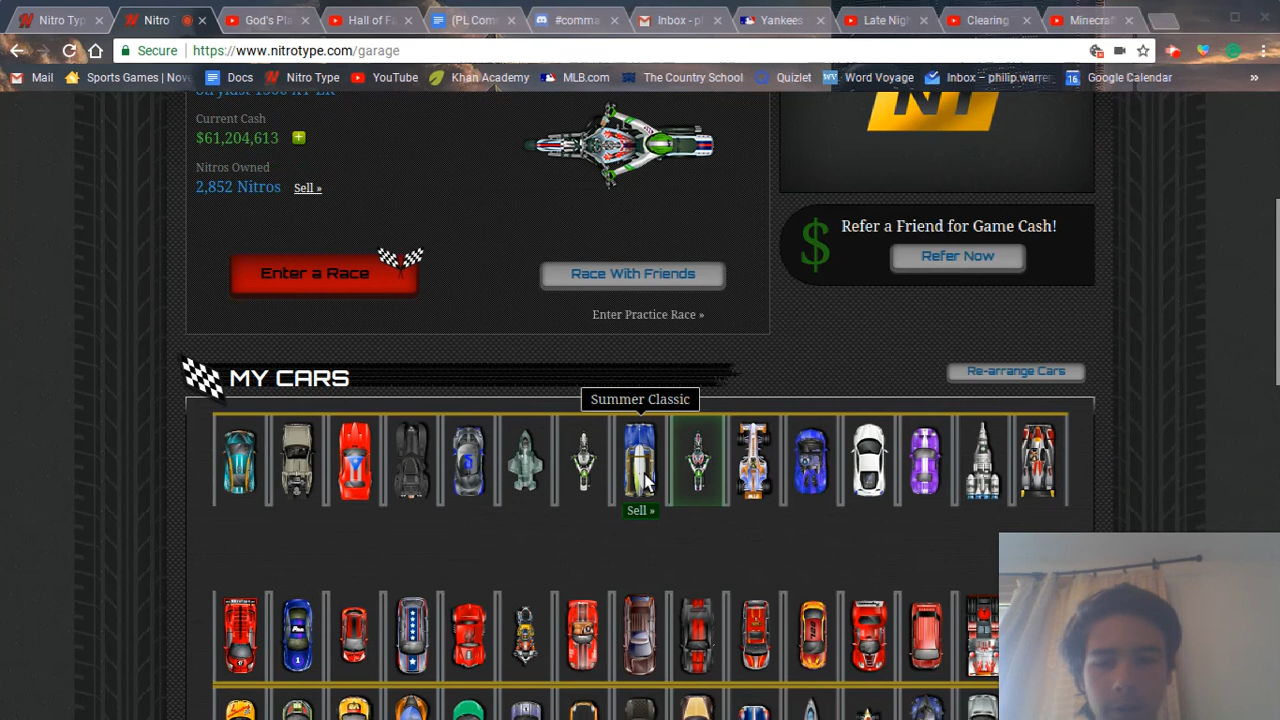 Nitro Typ
Nitro
God's Pla
Hall of Fa
(PL Com
#comma
Inbox - pl
Yankees
Late Nig
Clearing
Minecraf
Secure
https://www.nitrotype.com/garage
Mail
Sports Games | Nove
Docs
Nitro Type
YouTube
Khan Academy
MLB.com
The Country School
Quizlet
Word Voyage
Inbox – philip.warre
Google Calendar
»
Current Cash
$61,204,613
Nitros Owned
2,852 Nitros Sell »
NT
Refer a Friend for Game Cash!
Refer Now
Enter a Race
Race With Friends
Enter Practice Race »
MY CARS
Re-arrange Cars
Summer Classic
Sell »